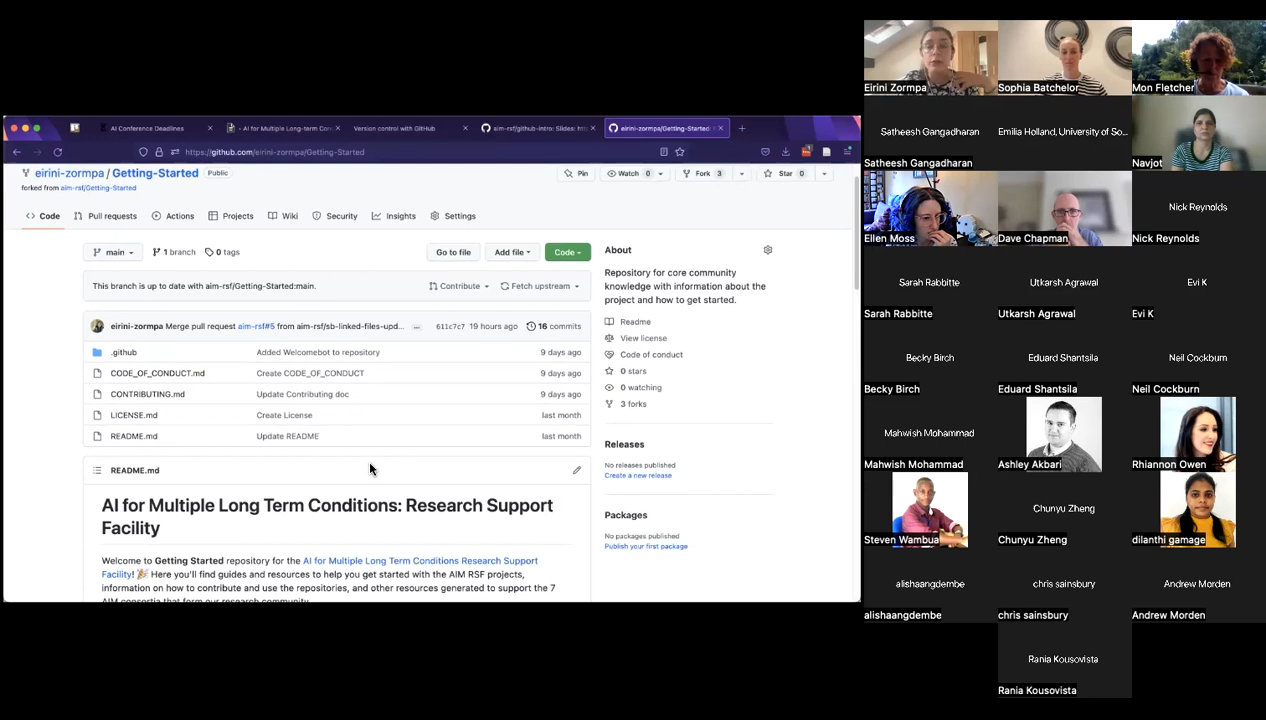 AI Conference Deadlines
- AI for Multiple Long-term Con
Version control with GitHub
aim-rsf/github-intro: Slides: ht
eirini-zormpa/Getting-Started:
https://github.com/eirini-zormpa/Getting-Started
eirini-zormpa / Getting-Started Public
forked from aim-rsf/Getting-Started
Pin
Watch 0
Fork 3
Star 0
Code
Pull requests
Actions
Projects
Wiki
Security
Insights
Settings
main
1 branch
0 tags
Go to file
Add file
Code
This branch is up to date with aim-rsf/Getting-Started:main.
Contribute
Fetch upstream
eirini-zormpa Merge pull request aim-rsf#5 from aim-rsf/sb-linked-files-upd... ... 611c7c7 19 hours ago 16 commits
.github Added Welcomebot to repository 9 days ago
CODE_OF_CONDUCT.md Create CODE_OF_CONDUCT 9 days ago
CONTRIBUTING.md Update Contributing doc 9 days ago
LICENSE.md Create License last month
README.md Update README last month
README.md
AI for Multiple Long Term Conditions: Research Support
Facility
Welcome to Getting Started repository for the AI for Multiple Long Term Conditions Research Support
Facility! 🎉 Here you'll find guides and resources to help you get started with the AIM RSF projects,
information on how to contribute and use the repositories, and other resources generated to support the 7
AIM consortia that form our research community.
About
Repository for core community
knowledge with information about the
project and how to get started.
Readme
View license
Code of conduct
0 stars
0 watching
3 forks
Releases
No releases published
Create a new release
Packages
No packages published
Publish your first package
Eirini Zormpa
Sophia Batchelor
Mon Fletcher
Satheesh Gangadharan
Emilia Holland, University of So...
Satheesh Gangadharan
Navjot
Ellen Moss
Dave Chapman
Nick Reynolds
Nick Reynolds
Sarah Rabbitte
Utkarsh Agrawal
Evi K
Sarah Rabbitte
Utkarsh Agrawal
Evi K
Becky Birch
Eduard Shantsila
Neil Cockburn
Becky Birch
Eduard Shantsila
Neil Cockburn
Mahwish Mohammad
Mahwish Mohammad
Ashley Akbari
Rhiannon Owen
Steven Wambua
Chunyu Zheng
Chunyu Zheng
dilanthi gamage
alishaangdembe
chris sainsbury
Andrew Morden
alishaangdembe
chris sainsbury
Andrew Morden
Rania Kousovista
Rania Kousovista